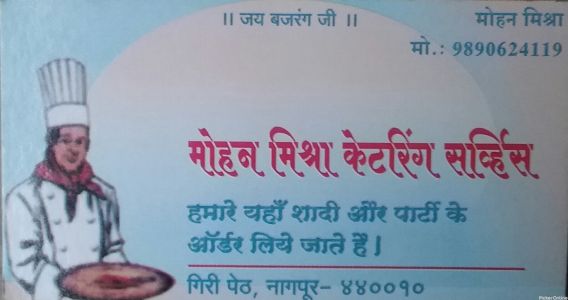 ।। जय बजरंग जी ।।
मोहन मिश्रा
मो.: 9890624119
मोहन मिश्रा केटरिंग सर्व्हिस
हमारे यहाँ शादी और पार्टी के
ऑर्डर लिये जाते है।
गिरी पेठ, नागपूर- ४४००१०